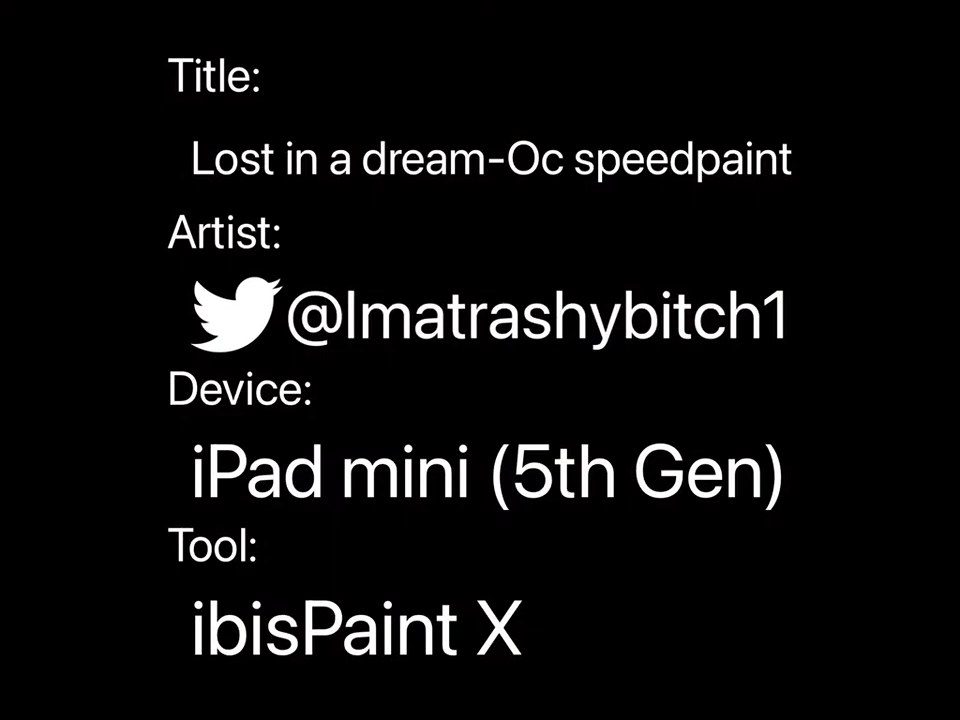 Title:
Lost in a dream-Oc speedpaint
Artist:
@Imatrashybitch1
Device:
iPad mini (5th Gen)
Tool:
ibisPaint X